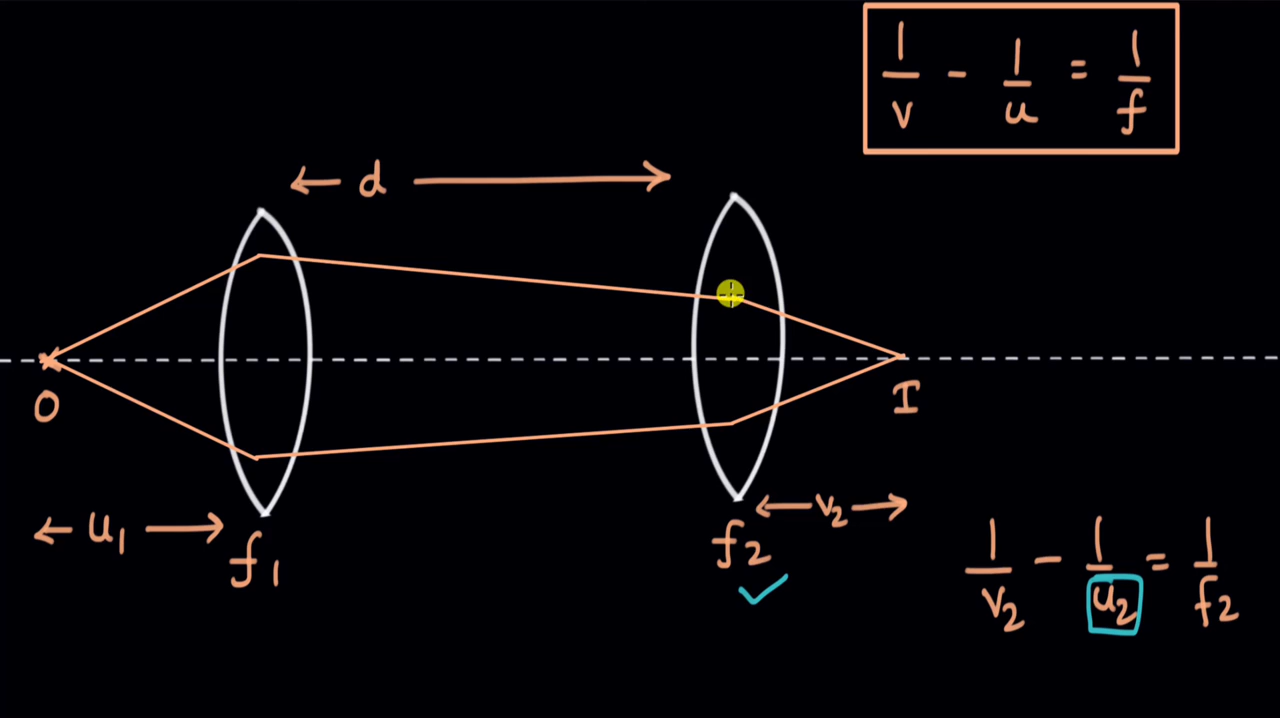 1/v - 1/u = 1/f
d
O
I
u₁
f₁
f₂
v₂
1/v₂ - 1/u₂ = 1/f₂